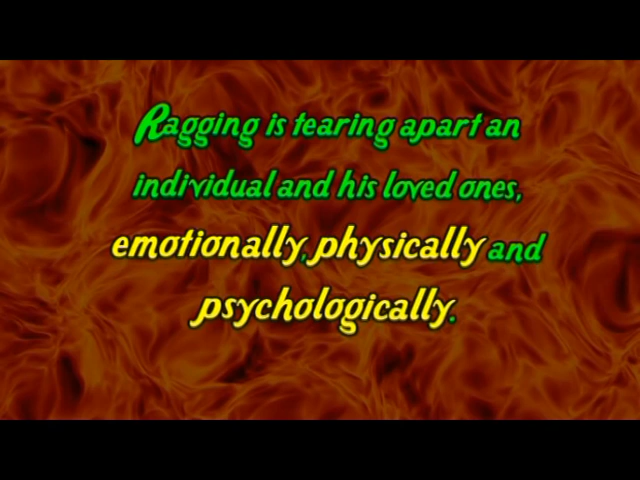 Ragging is tearing apart an
individual and his loved ones,
emotionally, physically and
psychologically.